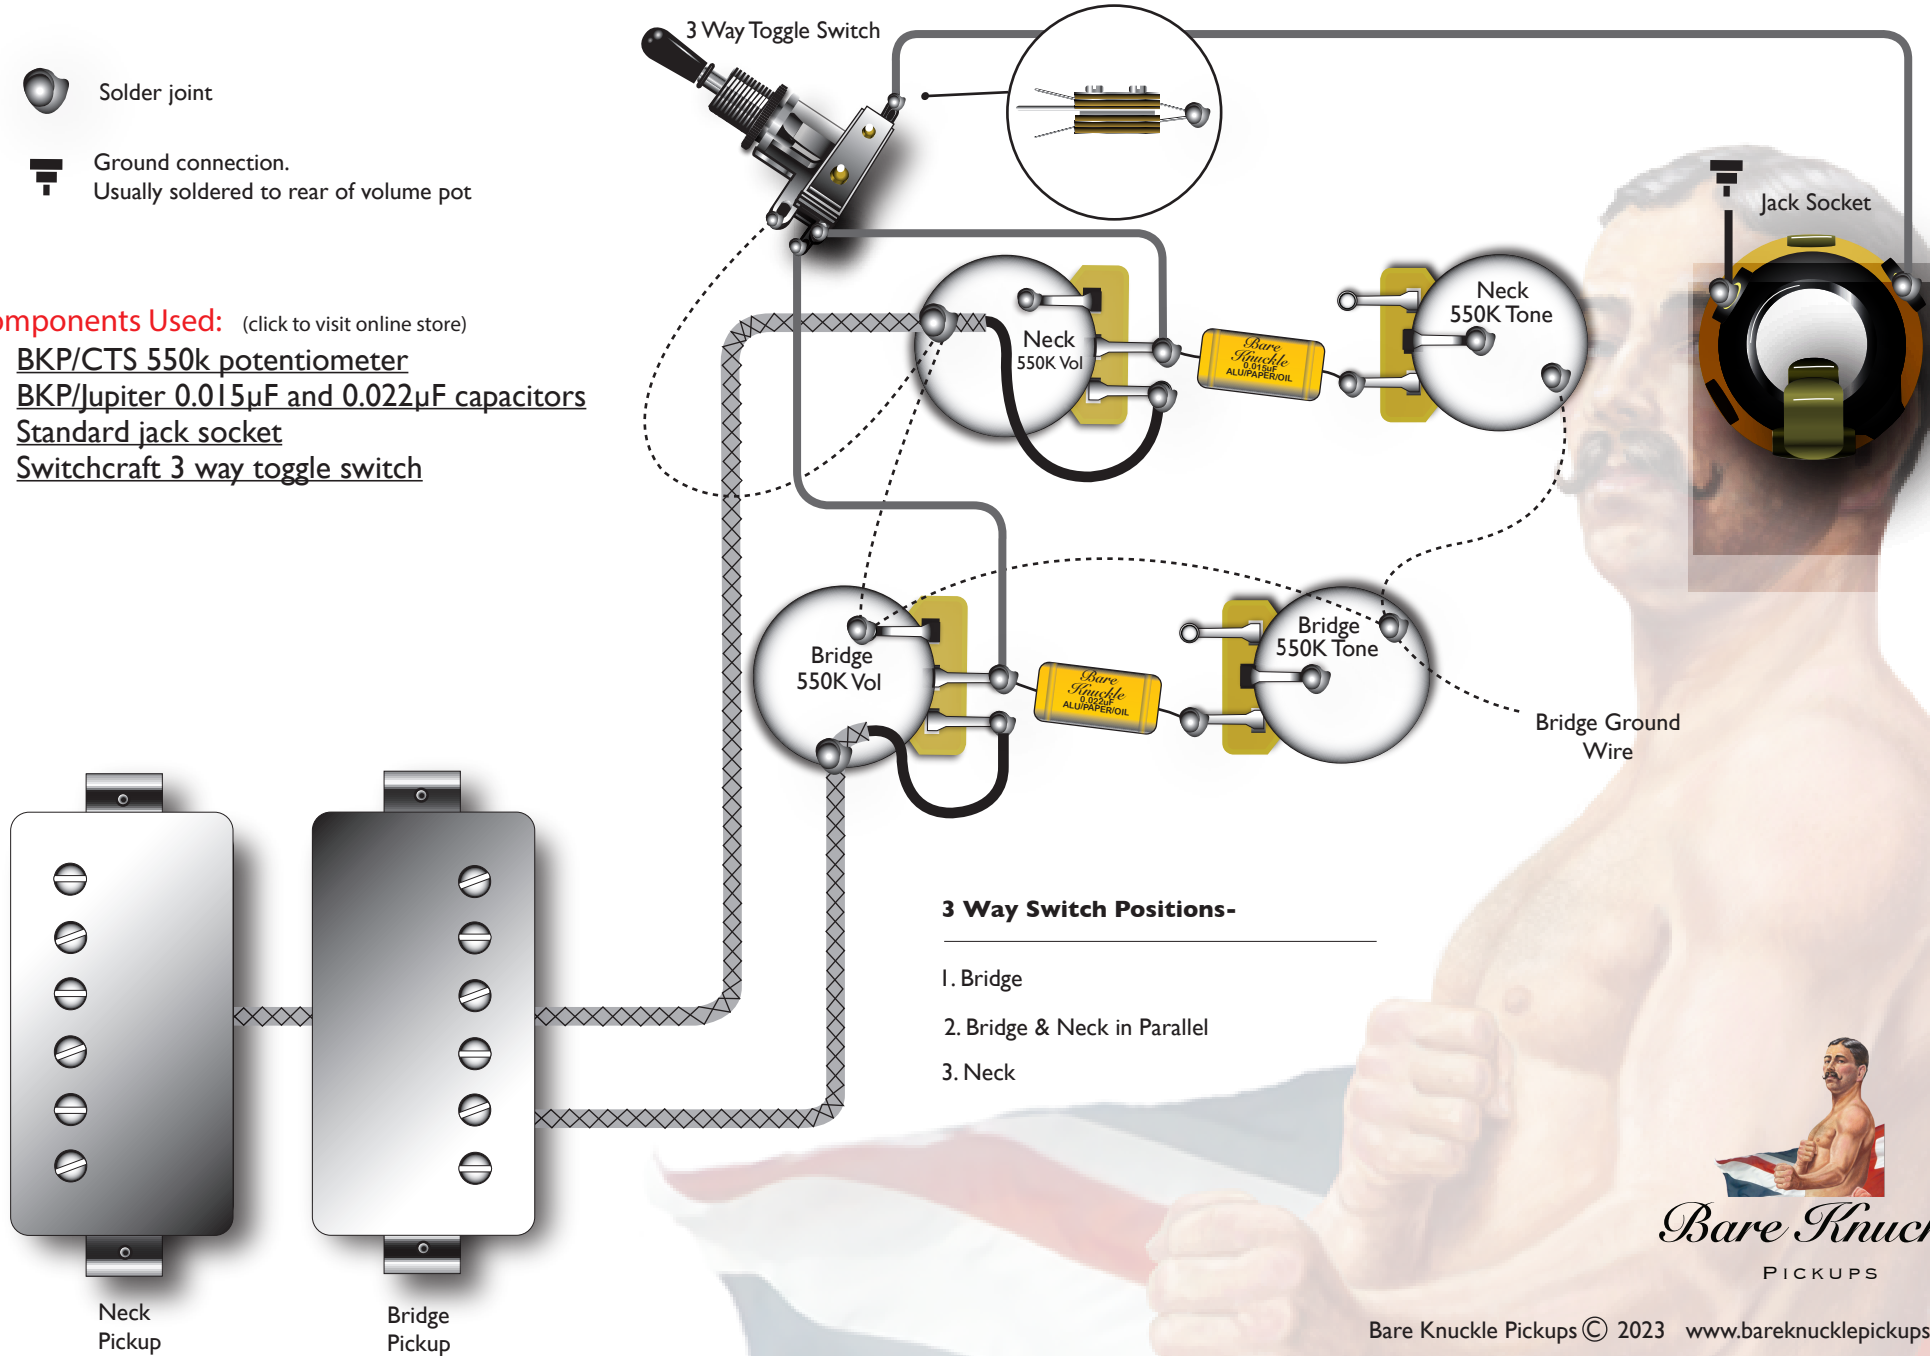 3 Way Toggle Switch
Solder joint
Ground connection.
Usually soldered to rear of volume pot
Jack Socket
omponents Used: (click to visit online store)
BKP/CTS 550k potentiometer
BKP/Jupiter 0.015µF and 0.022µF capacitors
Standard jack socket
Switchcraft 3 way toggle switch
Neck
550K Vol
Bare
Knuckle
0.015uF
ALU/PAPER/OIL
Neck
550K Tone
Bridge
550K Vol
Bare
Knuckle
0.022uF
ALU/PAPER/OIL
Bridge
550K Tone
Bridge Ground
Wire
3 Way Switch Positions-
1. Bridge
2. Bridge & Neck in Parallel
3. Neck
Neck
Pickup
Bridge
Pickup
Bare Knuck
PICKUPS
Bare Knuckle Pickups © 2023 www.bareknucklepickups